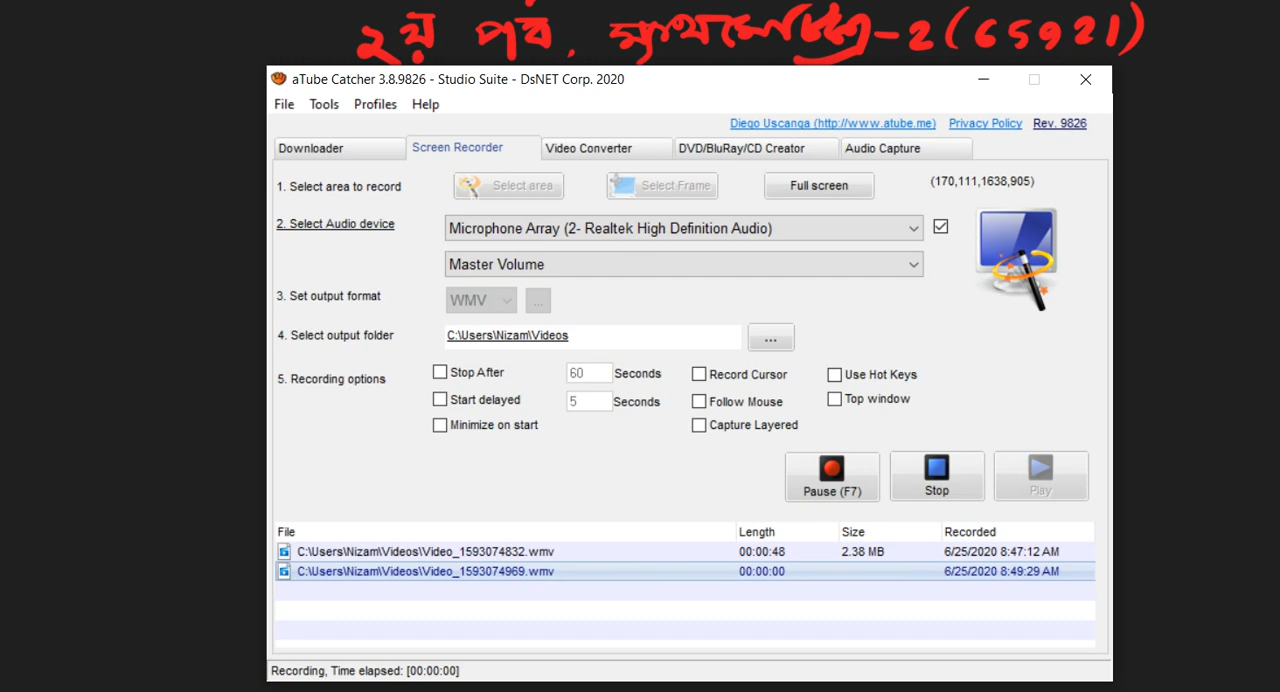 ২য় পর্ব, ম্যাথমেটিক্স-2(65921)
aTube Catcher 3.8.9826 - Studio Suite - DsNET Corp. 2020
File Tools Profiles Help
Diego Uscanga (http://www.atube.me) Privacy Policy Rev. 9826
Downloader Screen Recorder Video Converter DVD/BluRay/CD Creator Audio Capture
1. Select area to record Select area Select Frame Full screen (170,111,1638,905)
2. Select Audio device Microphone Array (2- Realtek High Definition Audio)
Master Volume
3. Set output format WMV ...
4. Select output folder C:\Users\Nizam\Videos ...
5. Recording options
Stop After 60 Seconds Record Cursor Use Hot Keys
Start delayed 5 Seconds Follow Mouse Top window
Minimize on start Capture Layered
Pause (F7) Stop Play
File Length Size Recorded
C:\Users\Nizam\Videos\Video_1593074832.wmv 00:00:48 2.38 MB 6/25/2020 8:47:12 AM
C:\Users\Nizam\Videos\Video_1593074969.wmv 00:00:00 6/25/2020 8:49:29 AM
Recording, Time elapsed: [00:00:00]